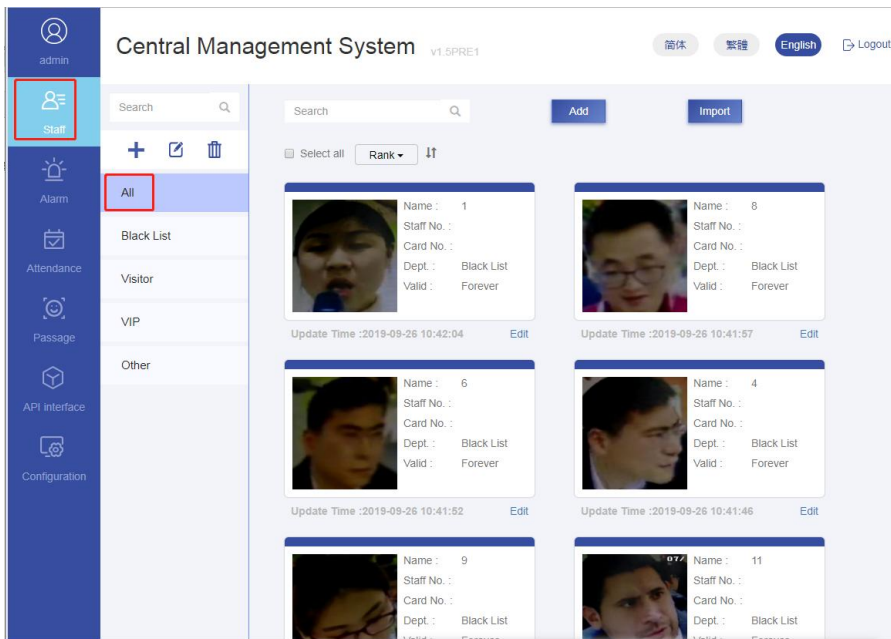 admin
Central Management System v1.5PRE1
简体 繁體 English Logout
Staff
Alarm
Attendance
Passage
API interface
Configuration
Search
All
Black List
Visitor
VIP
Other
Search Add Import
Select all Rank
Name : 1
Staff No. :
Card No. :
Dept. : Black List
Valid : Forever
Update Time :2019-09-26 10:42:04 Edit
Name : 8
Staff No. :
Card No. :
Dept. : Black List
Valid : Forever
Update Time :2019-09-26 10:41:57 Edit
Name : 6
Staff No. :
Card No. :
Dept. : Black List
Valid : Forever
Update Time :2019-09-26 10:41:52 Edit
Name : 4
Staff No. :
Card No. :
Dept. : Black List
Valid : Forever
Update Time :2019-09-26 10:41:46 Edit
Name : 9
Staff No. :
Card No. :
Dept. : Black List
Valid : Forever
07/
Name : 11
Staff No. :
Card No. :
Dept. : Black List
Valid : Forever